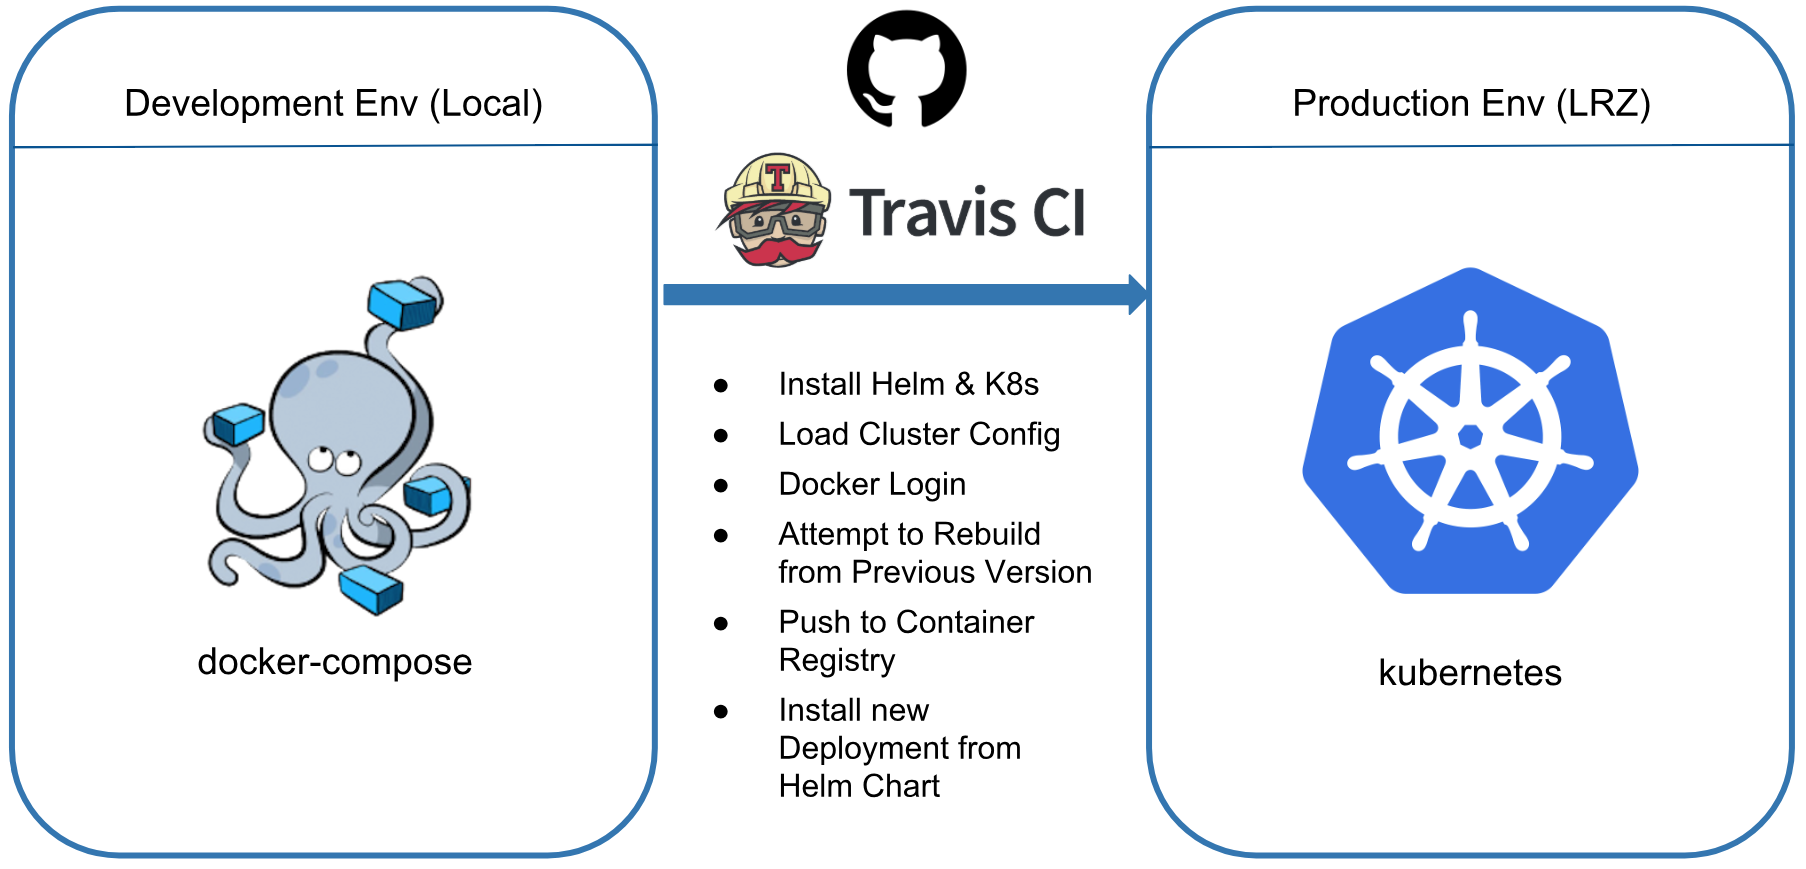 Development Env (Local)
docker-compose
T
Travis CI
● Install Helm & K8s
● Load Cluster Config
● Docker Login
● Attempt to Rebuild
from Previous Version
● Push to Container
Registry
● Install new
Deployment from
Helm Chart
Production Env (LRZ)
kubernetes